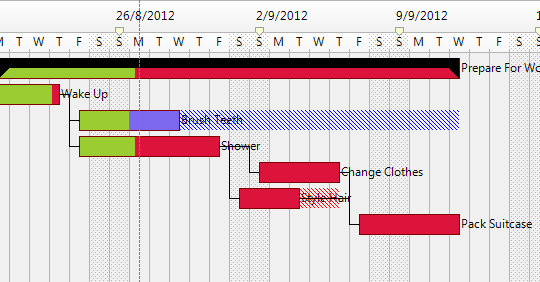 26/8/2012 2/9/2012 9/9/2012 1
M T W T F S S M T W T F S S M T W T F S S M T W T F S
Prepare For Wo
Wake Up
Brush Teeth
Shower
Change Clothes
Style Hair
Pack Suitcase